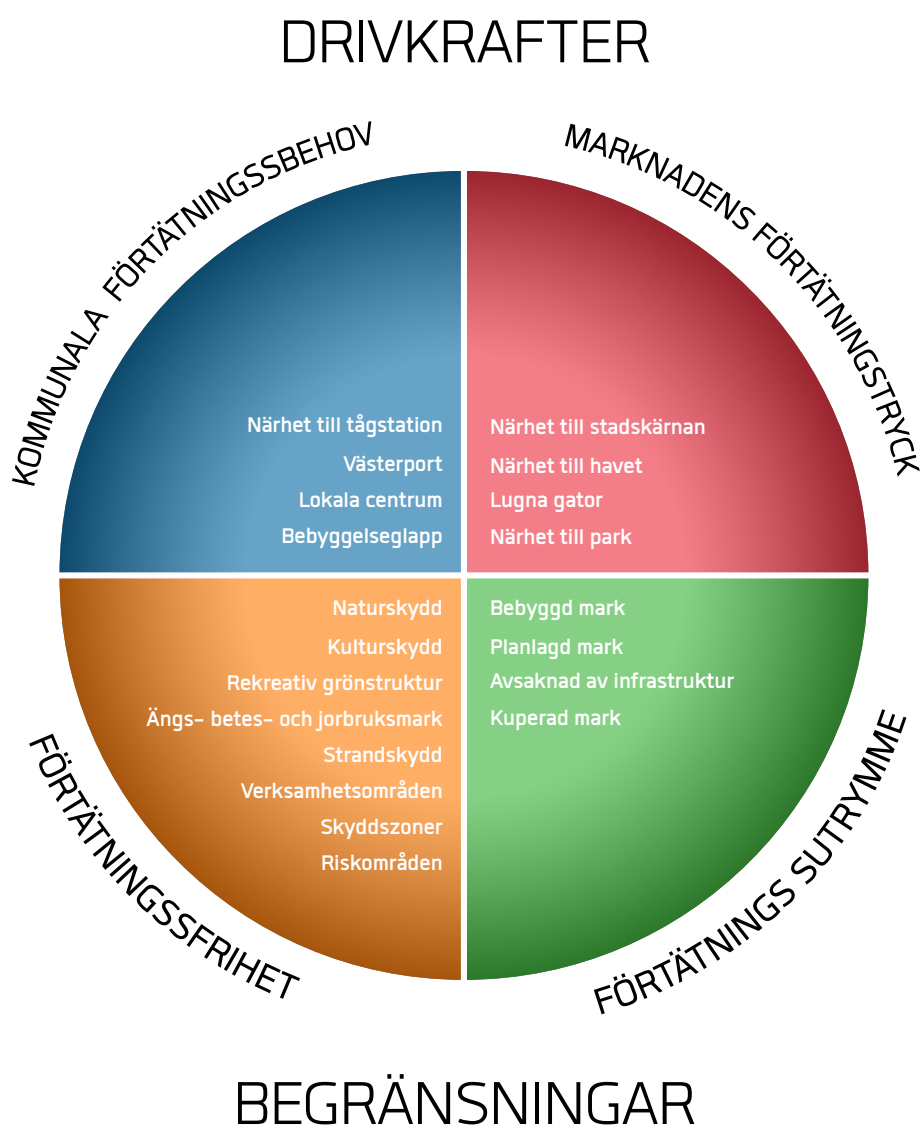 DRIVKRAFTER
KOMMUNALA FÖRTÄTNINGSSBEHOV
MARKNADENS FÖRTÄTNINGSTRYCK
Närhet till tågstation
Västerport
Lokala centrum
Bebyggelseglapp
Närhet till stadskärnan
Närhet till havet
Lugna gator
Närhet till park
Naturskydd
Kulturskydd
Rekreativ grönstruktur
Ängs- betes- och jorbruksmark
Strandskydd
Verksamhetsområden
Skyddszoner
Riskområden
Bebyggd mark
Planlagd mark
Avsaknad av infrastruktur
Kuperad mark
FÖRTÄTNINGSSFRIHET
FÖRTÄTNINGS SUTRYMME
BEGRÄNSNINGAR